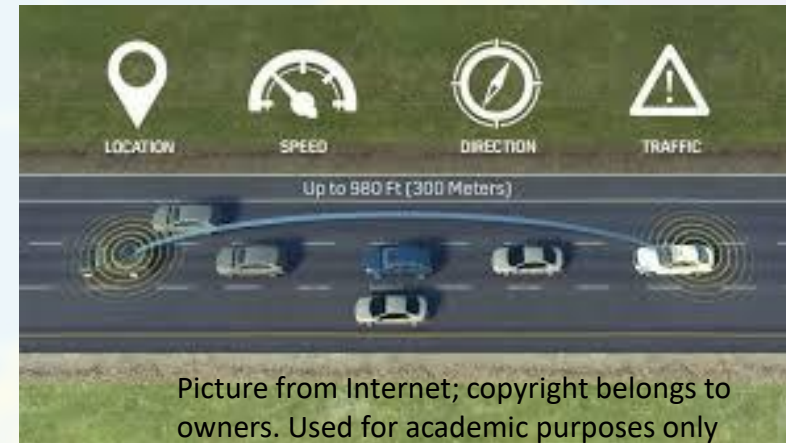 LOCATION SPEED DIRECTION TRAFFIC
Up to 980 Ft (300 Meters)
Picture from Internet; copyright belongs to
owners. Used for academic purposes only